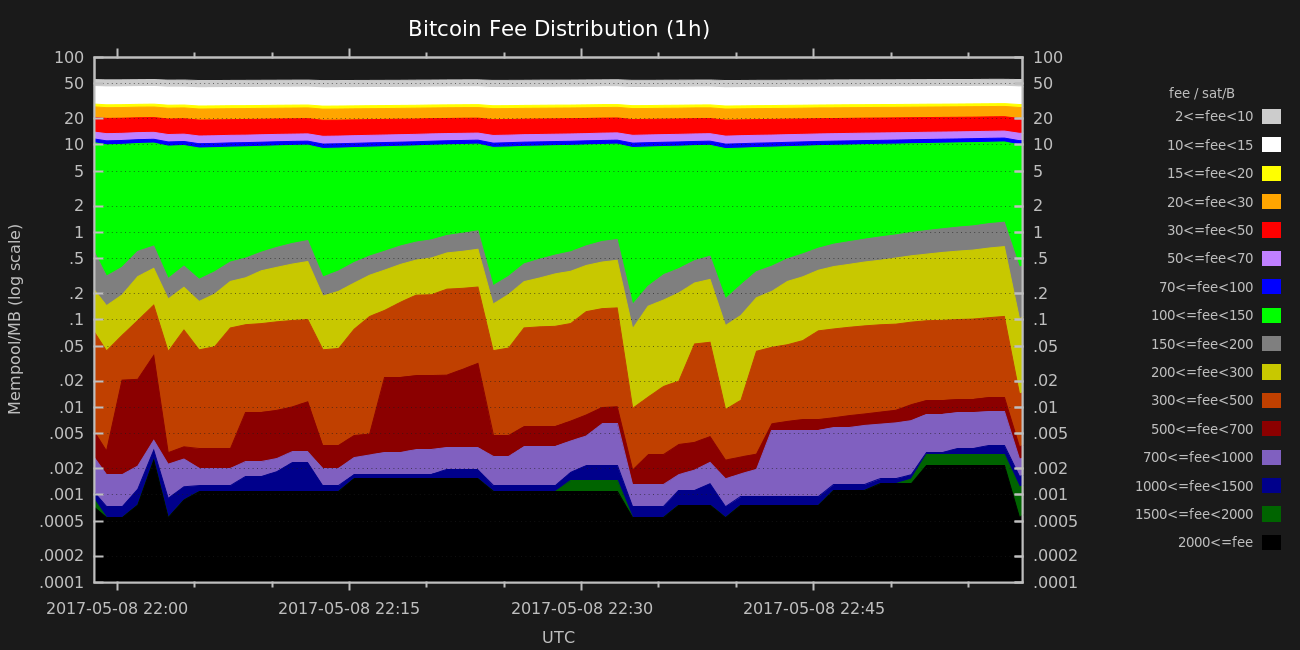 Bitcoin Fee Distribution (1h)
100
50
20
10
5
2
1
.5
.2
.1
.05
.02
.01
.005
.002
.001
.0005
.0002
.0001
Mempool/MB (log scale)
100
50
20
10
5
2
1
.5
.2
.1
.05
.02
.01
.005
.002
.001
.0005
.0002
.0001
2017-05-08 22:00
2017-05-08 22:15
2017-05-08 22:30
2017-05-08 22:45
UTC
fee / sat/B
2<=fee<10
10<=fee<15
15<=fee<20
20<=fee<30
30<=fee<50
50<=fee<70
70<=fee<100
100<=fee<150
150<=fee<200
200<=fee<300
300<=fee<500
500<=fee<700
700<=fee<1000
1000<=fee<1500
1500<=fee<2000
2000<=fee